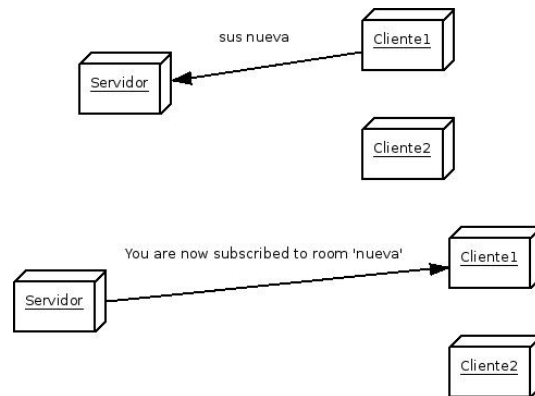 sus nueva
Cliente1
Servidor
Cliente2
You are now subscribed to room 'nueva'
Cliente1
Servidor
Cliente2